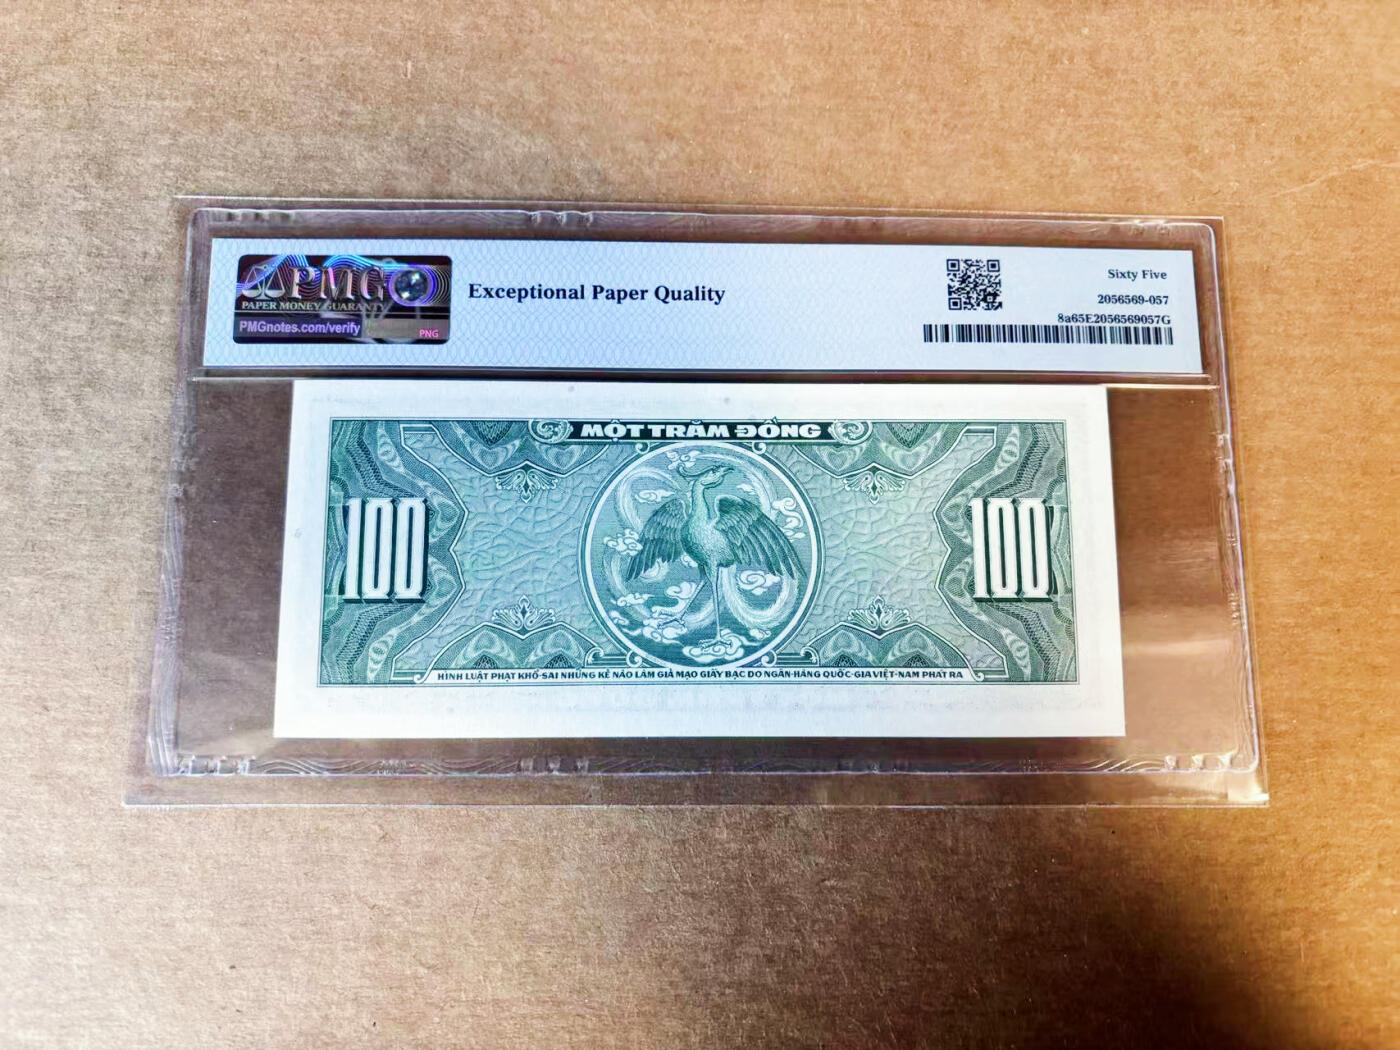 PMG
PAPER MONEY GUARANTY
PMGnotes.com/verify
PNG
Exceptional Paper Quality
Sixty Five
2056569-057
8a65E2056569057G
MỘT TRĂM ĐỒNG
100
100
HÌNH LUẬT PHẠT KHỔ-SAI NHỮNG KẺ NÀO LÀM GIẢ MẠO GIẤY BẠC DO NGÂN-HÀNG QUỐC-GIA VIỆT-NAM PHÁT RA